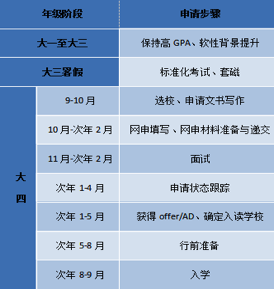 年级阶段 申请步骤
大一至大三 保持高 GPA、软性背景提升
大三暑假 标准化考试、套磁
大四
9-10 月 选校、申请文书写作
10 月-次年 2 月 网申填写、网申材料准备与递交
11 月-次年 2 月 面试
次年 1-4 月 申请状态跟踪
次年 1-5 月 获得 offer/AD、确定入读学校
次年 5-8 月 行前准备
次年 8-9 月 入学